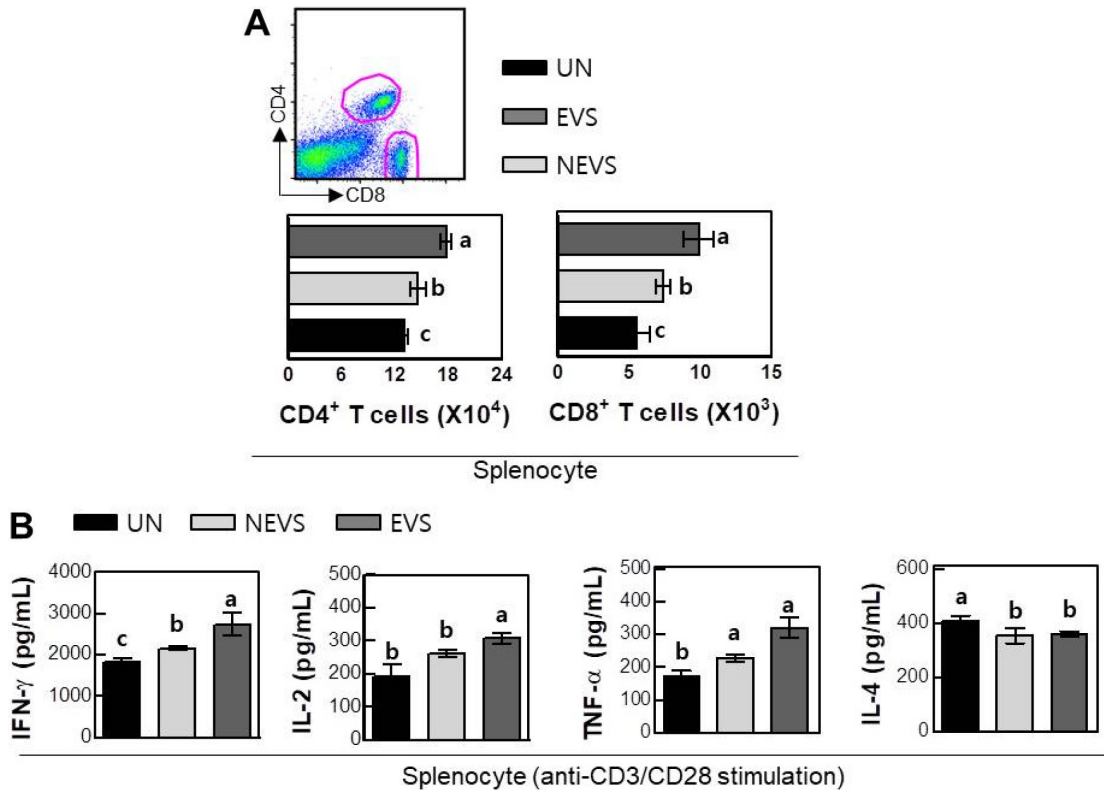 A
CD4
CD8
UN
EVS
NEVS
a
b
c
0 6 12 18 24
CD4⁺ T cells (X10⁴)
a
b
c
0 5 10 15
CD8⁺ T cells (X10³)
Splenocyte
B
UN NEVS EVS
IFN-γ (pg/mL)
4000
3000
2000
1000
0
c b a
IL-2 (pg/mL)
500
400
300
200
100
0
b b a
TNF-α (pg/mL)
500
400
300
200
100
0
b a a
IL-4 (pg/mL)
600
400
200
0
a b b
Splenocyte (anti-CD3/CD28 stimulation)